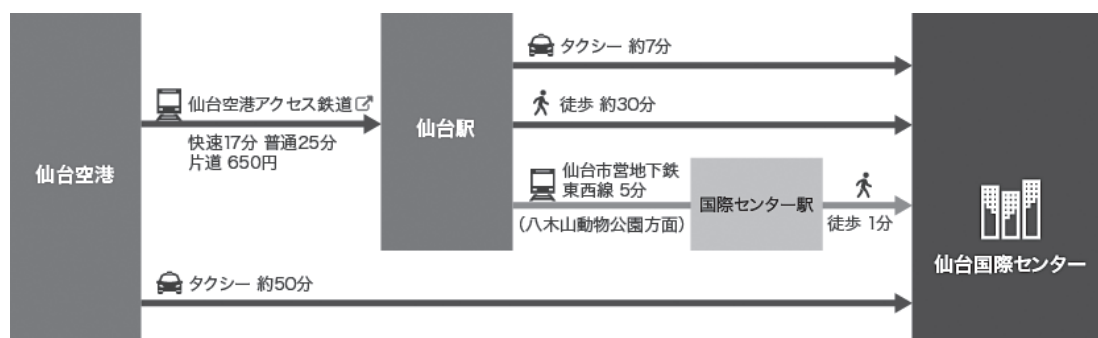 仙台空港
仙台空港アクセス鉄道
快速17分 普通25分
片道 650円
仙台駅
タクシー 約7分
徒歩 約30分
仙台市営地下鉄
東西線 5分
(八木山動物公園方面)
国際センター駅
徒歩 1分
タクシー 約50分
仙台国際センター